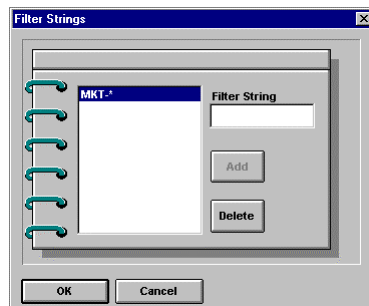 Filter Strings
MKT-*
Filter String
Add
Delete
OK
Cancel